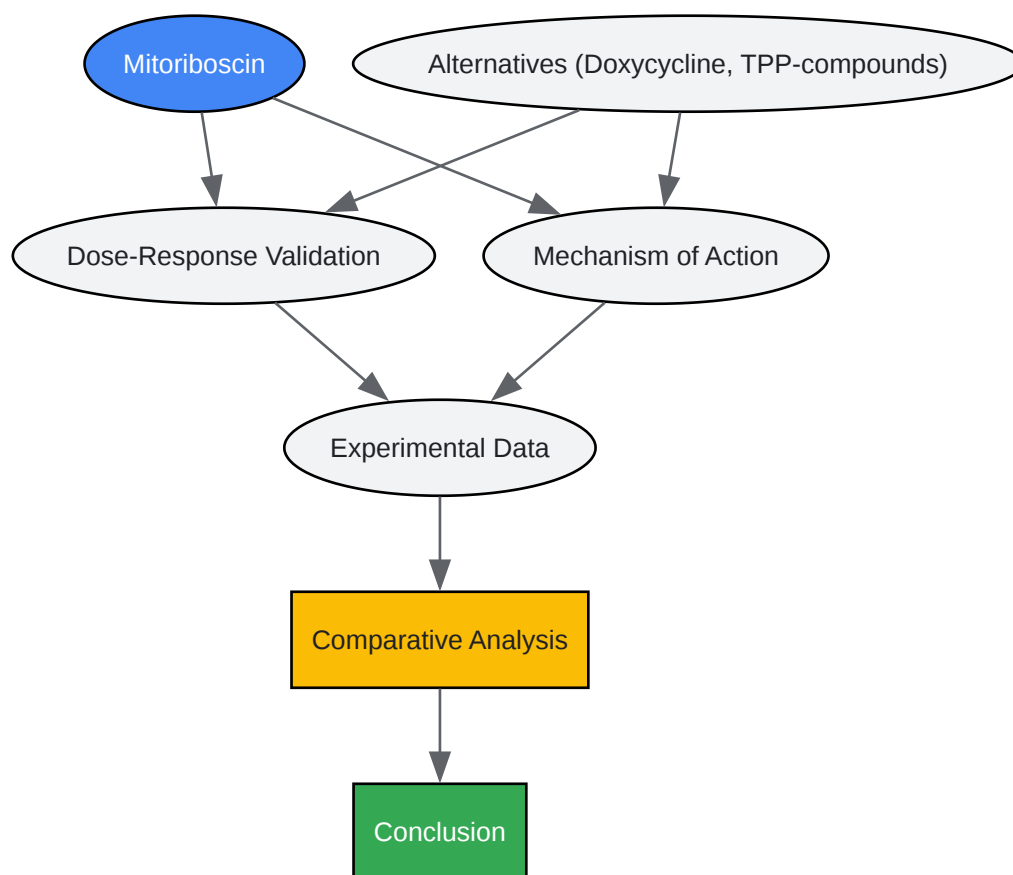 Mitoriboscin
Alternatives (Doxycycline, TPP-compounds)
Dose-Response Validation
Mechanism of Action
Experimental Data
Comparative Analysis
Conclusion